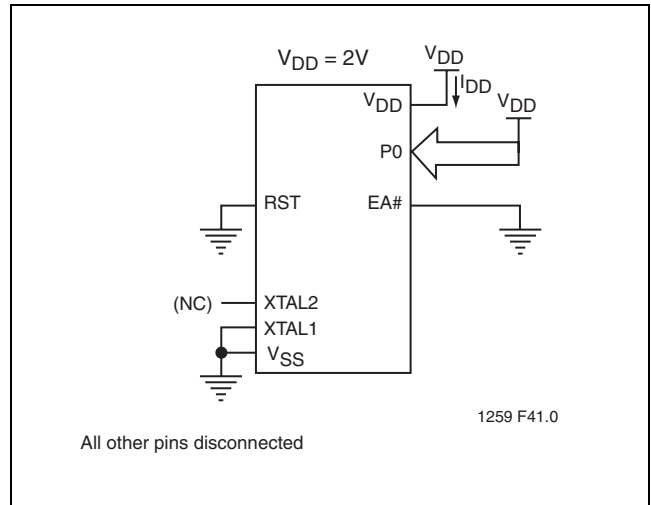 VDD = 2V
VDD
IDD
VDD
VDD
P0
RST
EA#
(NC)
XTAL2
XTAL1
VSS
1259 F41.0
All other pins disconnected